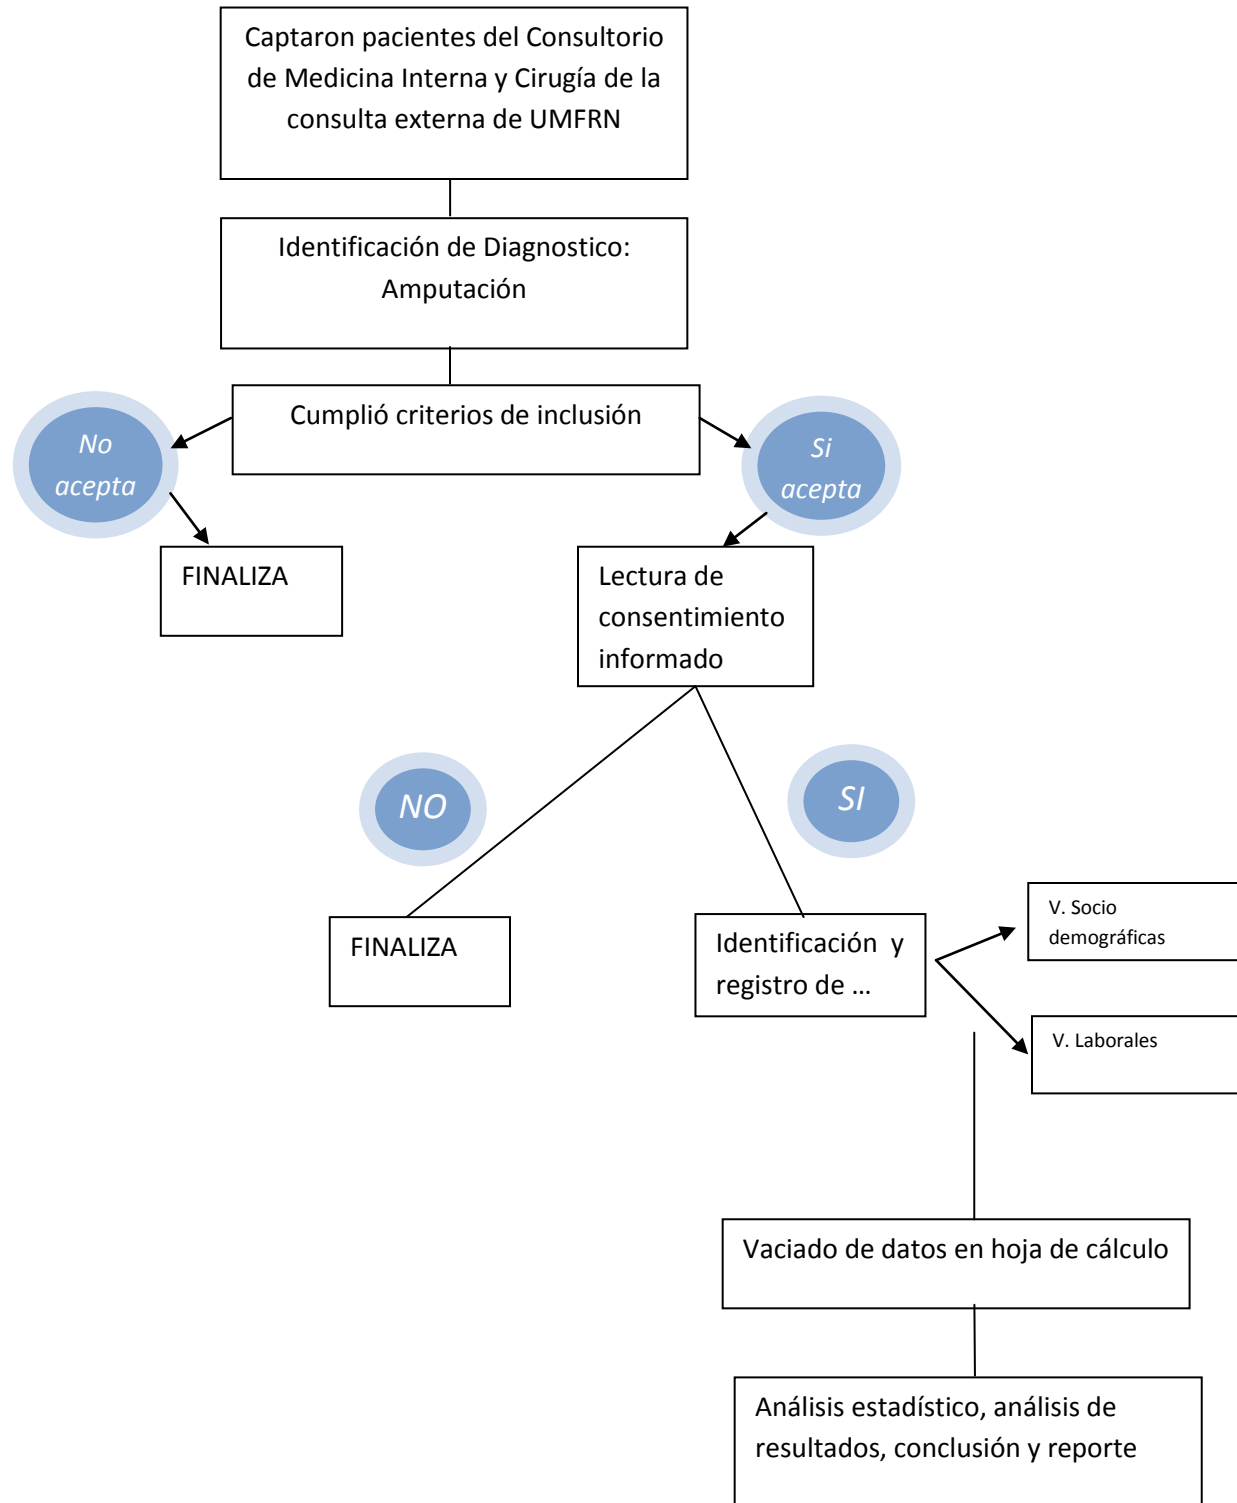 Captaron pacientes del Consultorio
de Medicina Interna y Cirugía de la
consulta externa de UMFRN
Identificación de Diagnostico:
Amputación
Cumplió criterios de inclusión
No
acepta
Si
acepta
FINALIZA
Lectura de
consentimiento
informado
NO
SI
FINALIZA
Identificación y
registro de ...
V. Socio
demográficas
V. Laborales
Vaciado de datos en hoja de cálculo
Análisis estadístico, análisis de
resultados, conclusión y reporte